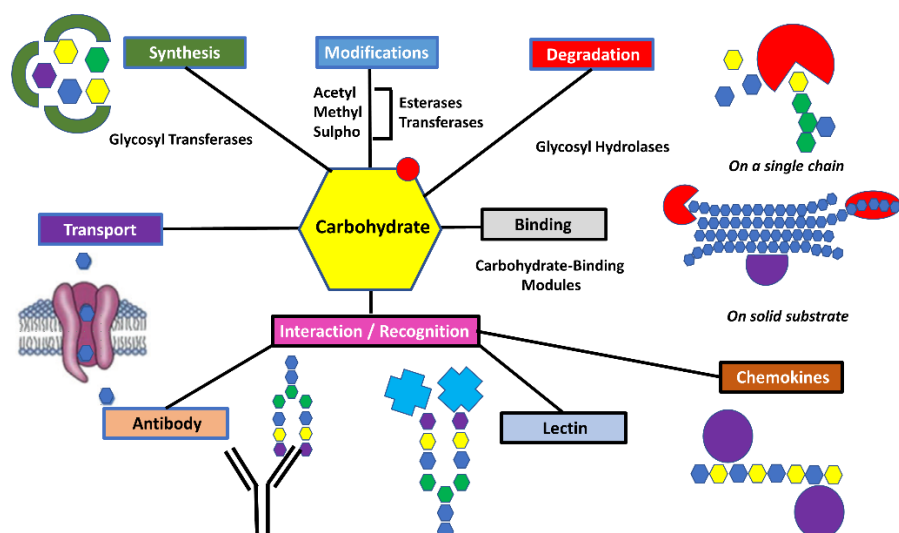 Synthesis
Modifications
Degradation
Acetyl
Methyl
Sulpho
Esterases
Transferases
Glycosyl Transferases
Glycosyl Hydrolases
On a single chain
Transport
Carbohydrate
Binding
Carbohydrate-Binding
Modules
On solid substrate
Interaction / Recognition
Chemokines
Antibody
Lectin